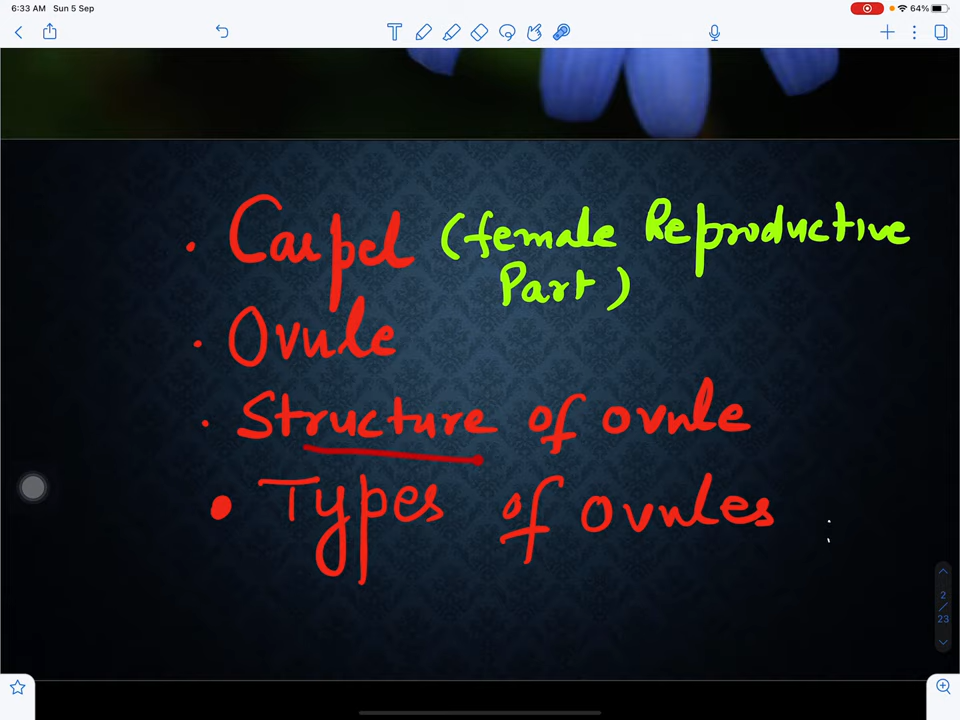 6:33 AM Sun 5 Sep
64%
T
• Carpel (female Reproductive
Part)
• Ovule
• Structure of ovule
• Types of ovules
2
/
23